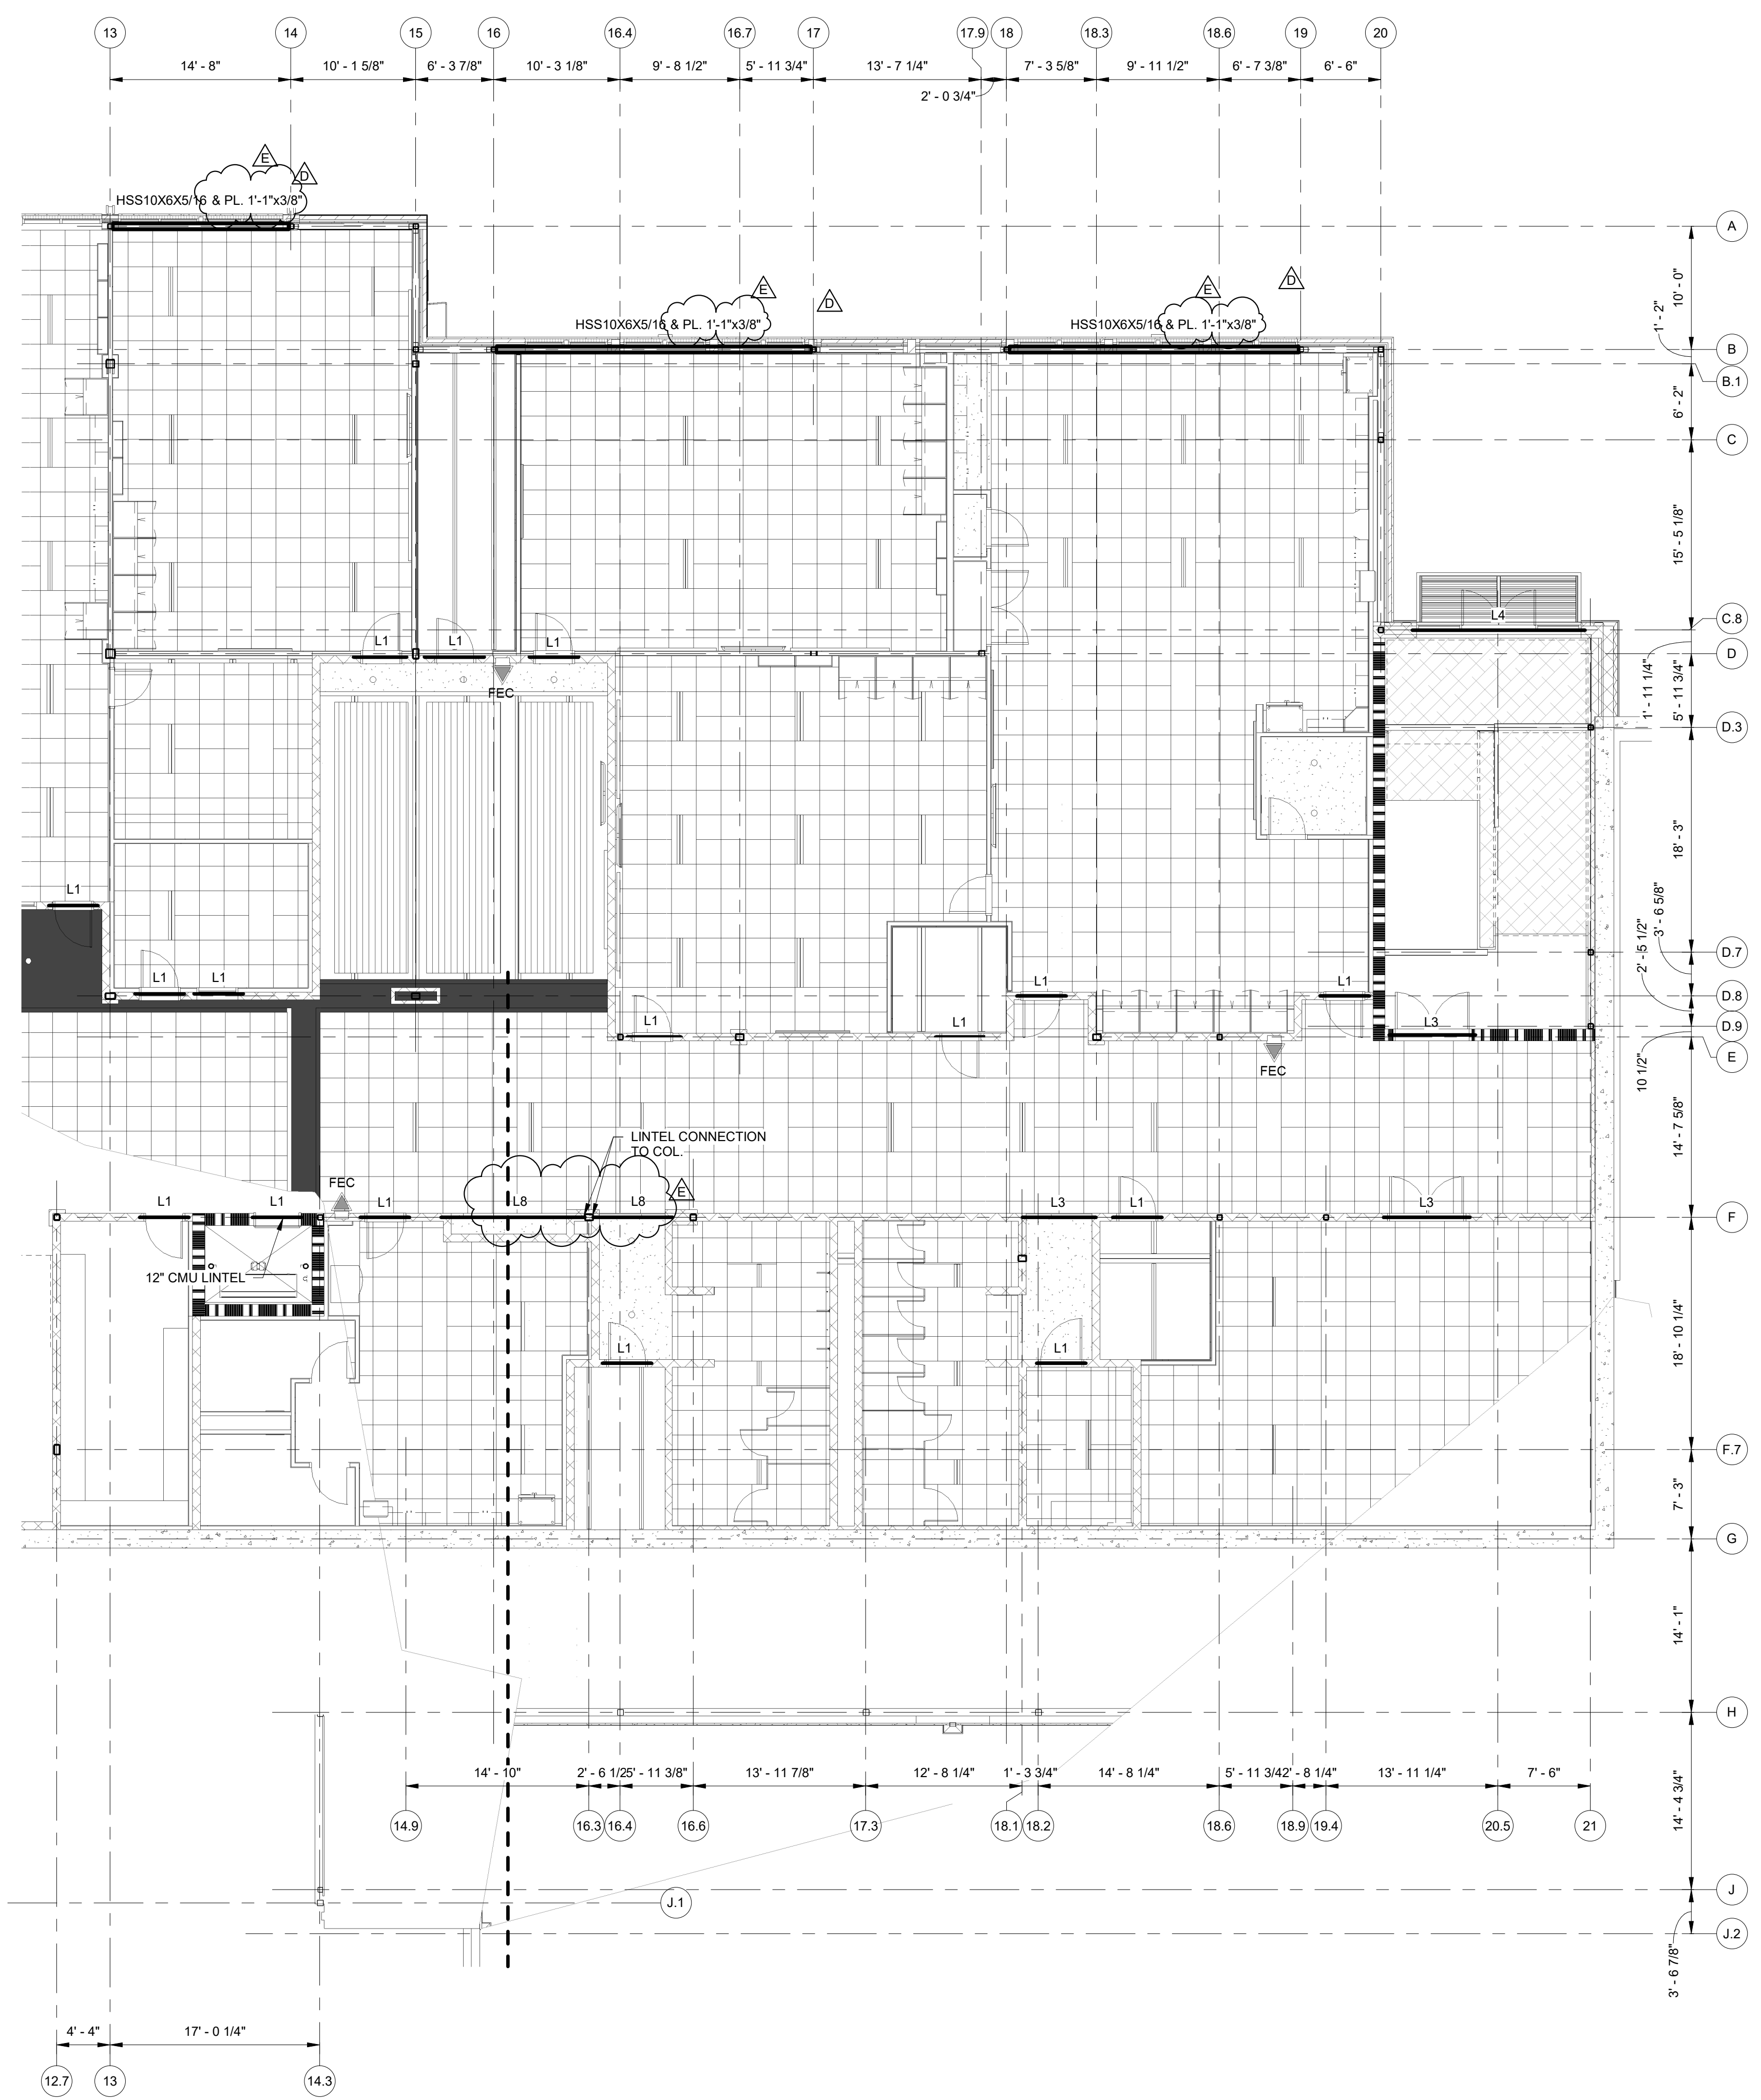 13 14 15 16 16.4 16.7 17 17.9 18 18.3 18.6 19 20
14' - 8" 10' - 1 5/8" 6' - 3 7/8" 10' - 3 1/8" 9' - 8 1/2" 5' - 11 3/4" 13' - 7 1/4" 7' - 3 5/8" 9' - 11 1/2" 6' - 7 3/8" 6' - 6"
2' - 0 3/4"
E
D
HSS10X6X5/16 & PL. 1'-1"x3/8"
A
10' - 0"
E
D
E
D
HSS10X6X5/16 & PL. 1'-1"x3/8"
HSS10X6X5/16 & PL. 1'-1"x3/8"
1' - 2"
B
B.1
6' - 2"
C
15' - 5 1/8"
L4
C.8
L1 L1 L1
D
FEC
1' - 11 1/4"
5' - 11 3/4"
D.3
18' - 3"
L1
3' - 6 5/8"
2' - 5 1/2"
D.7
L1 L1
L1 L1
D.8
L1 L1
L3
D.9
E
FEC
10 1/2"
14' - 7 5/8"
LINTEL CONNECTION
TO COL.
FEC
E
L1 L1 L1 L8 L8 L3 L1 L3
F
12" CMU LINTEL
L1 L1
18' - 10 1/4"
F.7
7' - 3"
G
14' - 1"
H
14' - 10" 2' - 6 1/2 5' - 11 3/8" 13' - 11 7/8" 12' - 8 1/4" 1' - 3 3/4" 14' - 8 1/4" 5' - 11 3/4 2' - 8 1/4" 13' - 11 1/4" 7' - 6"
14' - 4 3/4"
14.9 16.3 16.4 16.6 17.3 18.1 18.2 18.6 18.9 19.4 20.5 21
J
J.1
J.2
3' - 6 7/8"
4' - 4" 17' - 0 1/4"
12.7 13 14.3